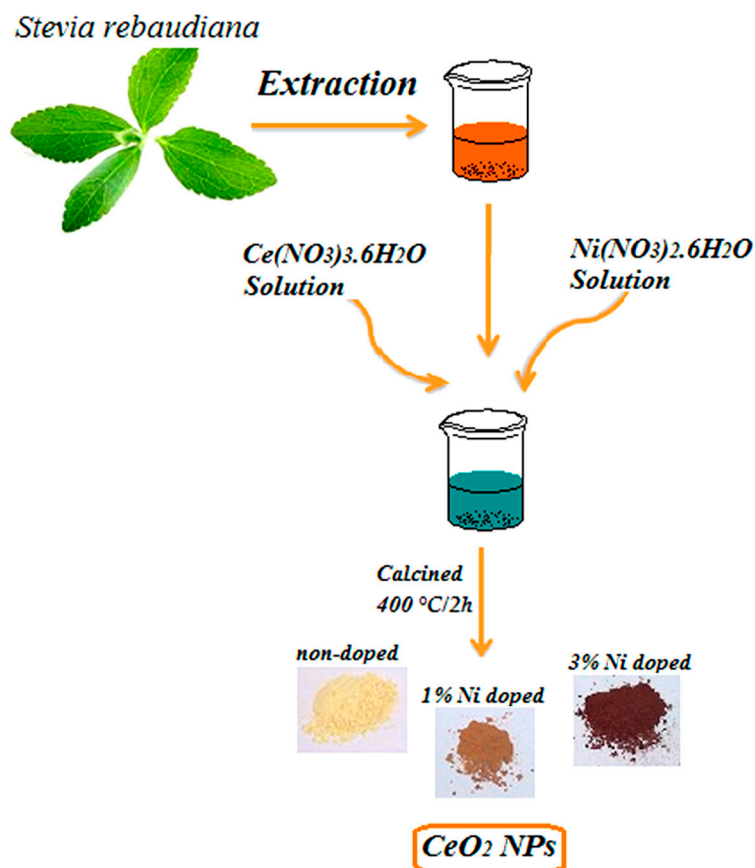 Stevia rebaudiana
Extraction
Ce(NO3)3.6H2O
Solution
Ni(NO3)2.6H2O
Solution
Calcined
400 °C/2h
non-doped
1% Ni doped
3% Ni doped
CeO2 NPs